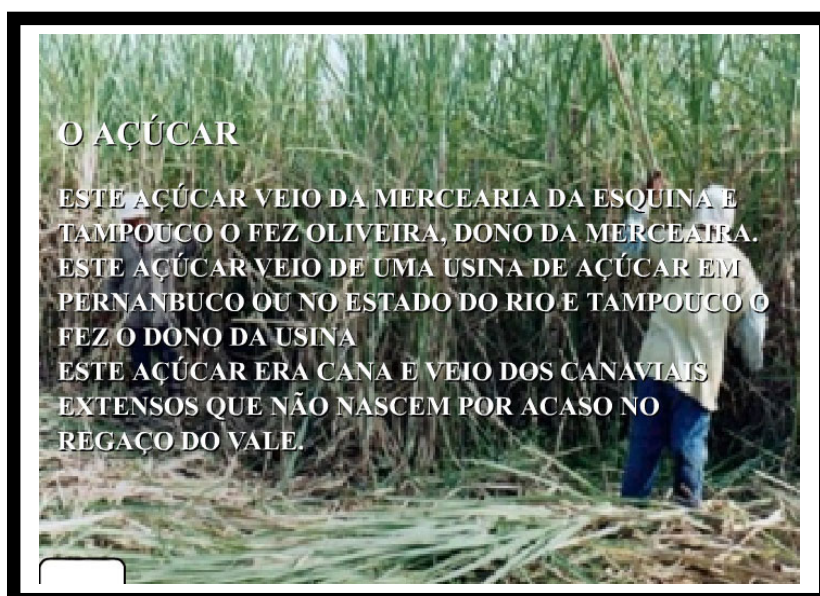 O AÇÚCAR
ESTE AÇÚCAR VEIO DA MERCEARIA DA ESQUINA E
TAMPOUCO O FEZ OLIVEIRA, DONO DA MERCEAIRA.
ESTE AÇÚCAR VEIO DE UMA USINA DE AÇÚCAR EM
PERNANBUCO OU NO ESTADO DO RIO E TAMPOUCO O
FEZ O DONO DA USINA
ESTE AÇÚCAR ERA CANA E VEIO DOS CANAVIAIS
EXTENSOS QUE NÃO NASCEM POR ACASO NO
REGAÇO DO VALE.